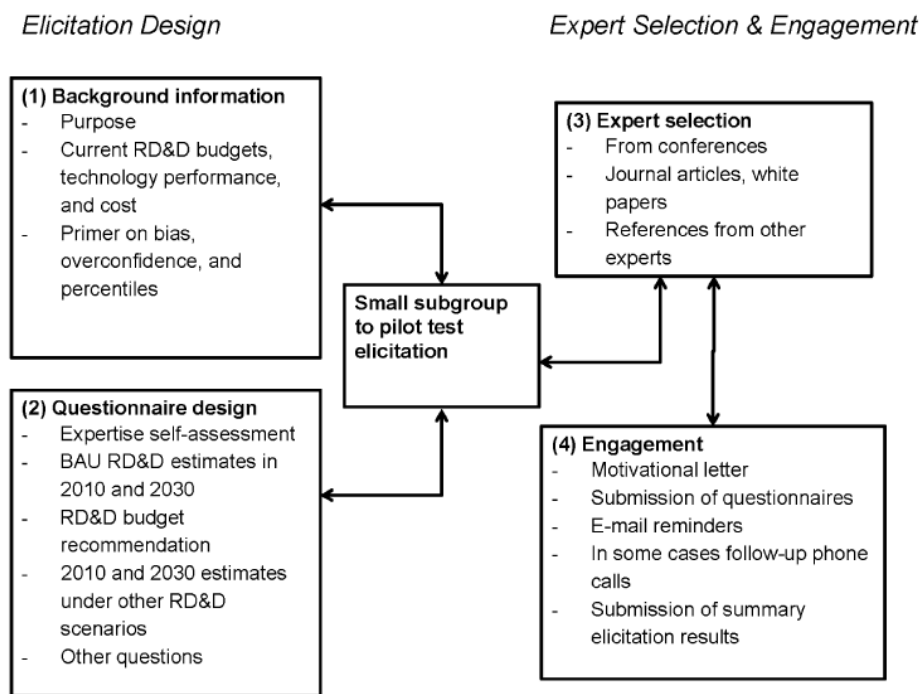 Elicitation Design
Expert Selection & Engagement
(1) Background information
- Purpose
- Current RD&D budgets,
technology performance,
and cost
- Primer on bias,
overconfidence, and
percentiles
(2) Questionnaire design
- Expertise self-assessment
- BAU RD&D estimates in
2010 and 2030
- RD&D budget
recommendation
- 2010 and 2030 estimates
under other RD&D
scenarios
- Other questions
Small subgroup
to pilot test
elicitation
(3) Expert selection
- From conferences
- Journal articles, white
papers
- References from other
experts
(4) Engagement
- Motivational letter
- Submission of questionnaires
- E-mail reminders
- In some cases follow-up phone
calls
- Submission of summary
elicitation results